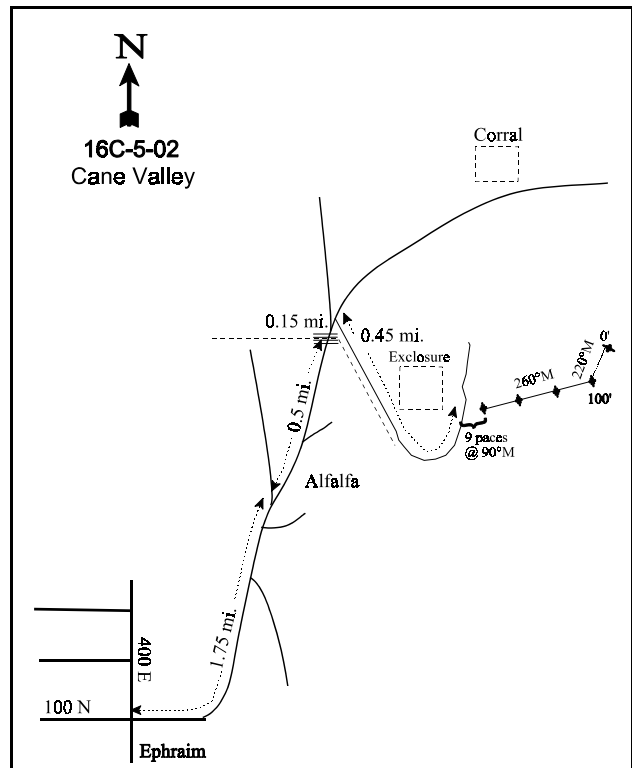 N
16C-5-02
Cane Valley
Corral
0.15 mi.
0.45 mi.
Exclosure
0'
220°M
260°M
100'
0.5 mi.
9 paces
@ 90°M
Alfalfa
1.75 mi.
400 E
100 N
Ephraim